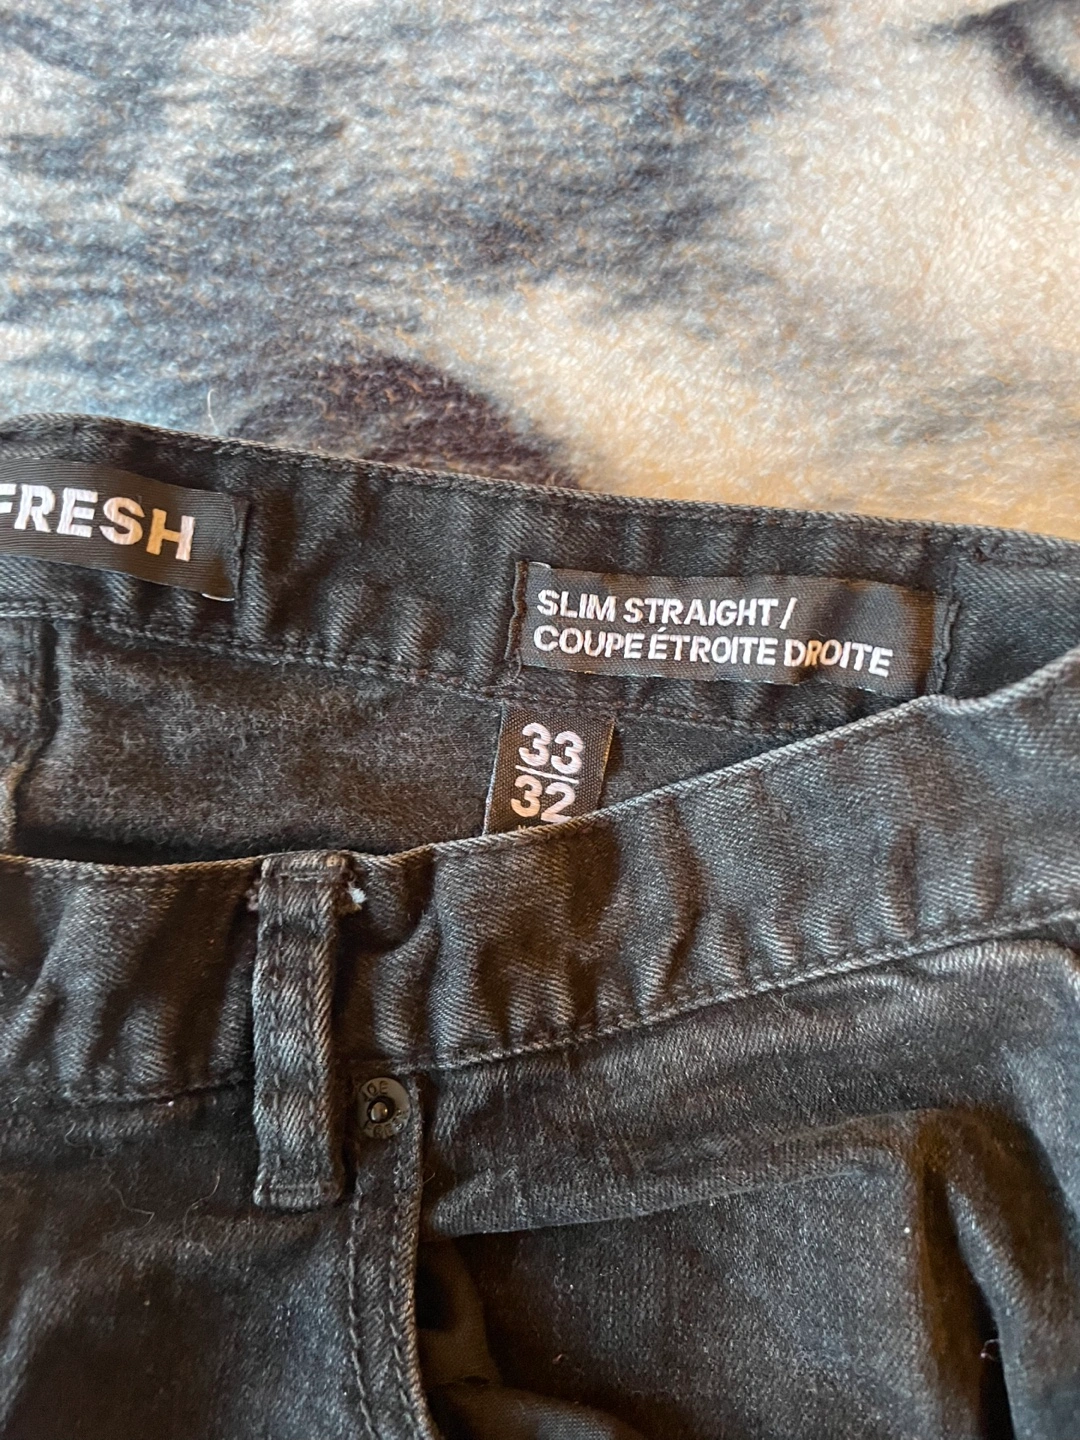 FRESH
SLIM STRAIGHT/
COUPE ÉTROITE DROITE
33
32